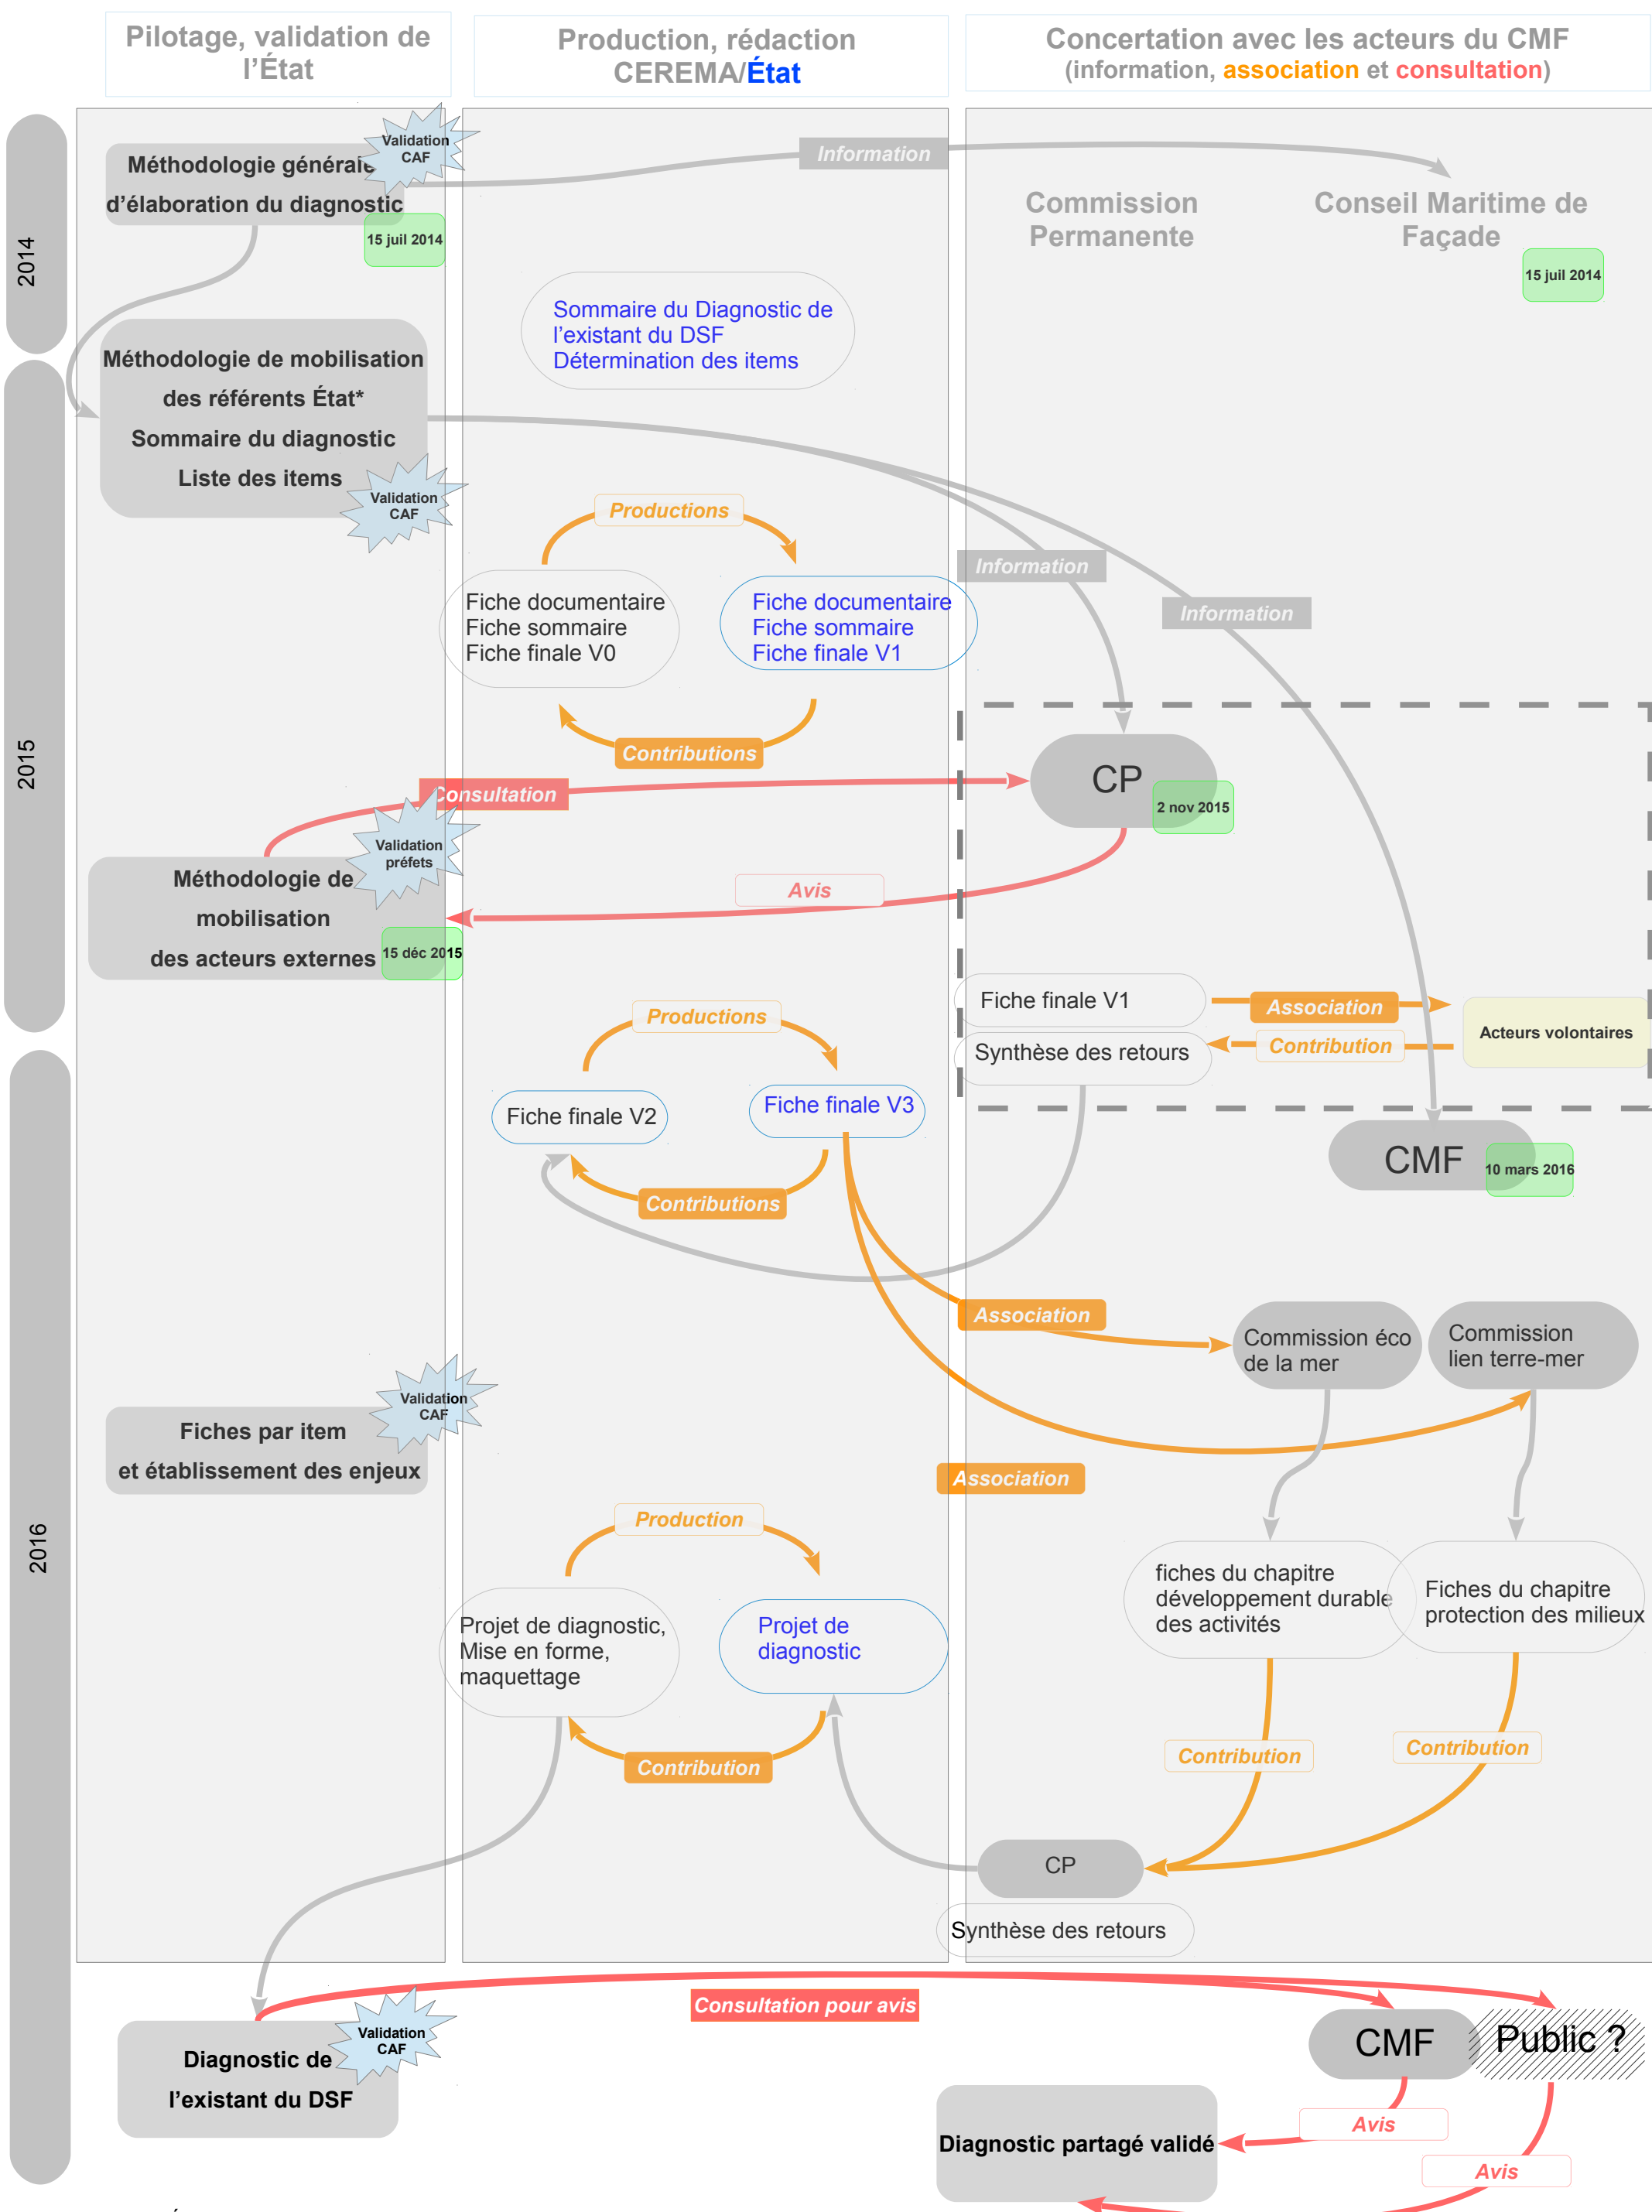 Pilotage, validation de
l'État
Production, rédaction
CEREMA/État
Concertation avec les acteurs du CMF
(information, association et consultation)
2014
Méthodologie générale
d'élaboration du diagnostic
Validation
CAF
15 juil 2014
Information
Commission
Permanente
Conseil Maritime de
Façade
15 juil 2014
Sommaire du Diagnostic de
l'existant du DSF
Détermination des items
2015
Méthodologie de mobilisation
des référents État*
Sommaire du diagnostic
Liste des items
Validation
CAF
Productions
Fiche documentaire
Fiche sommaire
Fiche finale V0
Fiche documentaire
Fiche sommaire
Fiche finale V1
Contributions
Information
Information
CP
2 nov 2015
Consultation
Validation
préfets
Méthodologie de
mobilisation
des acteurs externes
15 déc 2015
Avis
Fiche finale V1
Association
Acteurs volontaires
Synthèse des retours
Contribution
Productions
Fiche finale V2
Fiche finale V3
Contributions
CMF
10 mars 2016
2016
Association
Commission éco
de la mer
Commission
lien terre-mer
Validation
CAF
Fiches par item
et établissement des enjeux
Association
Production
Projet de diagnostic,
Mise en forme,
maquettage
Projet de
diagnostic
Contribution
fiches du chapitre
développement durable
des activités
Fiches du chapitre
protection des milieux
Contribution
Contribution
CP
Synthèse des retours
Consultation pour avis
Validation
CAF
Diagnostic de
l'existant du DSF
CMF
Public ?
Avis
Diagnostic partagé validé
Avis